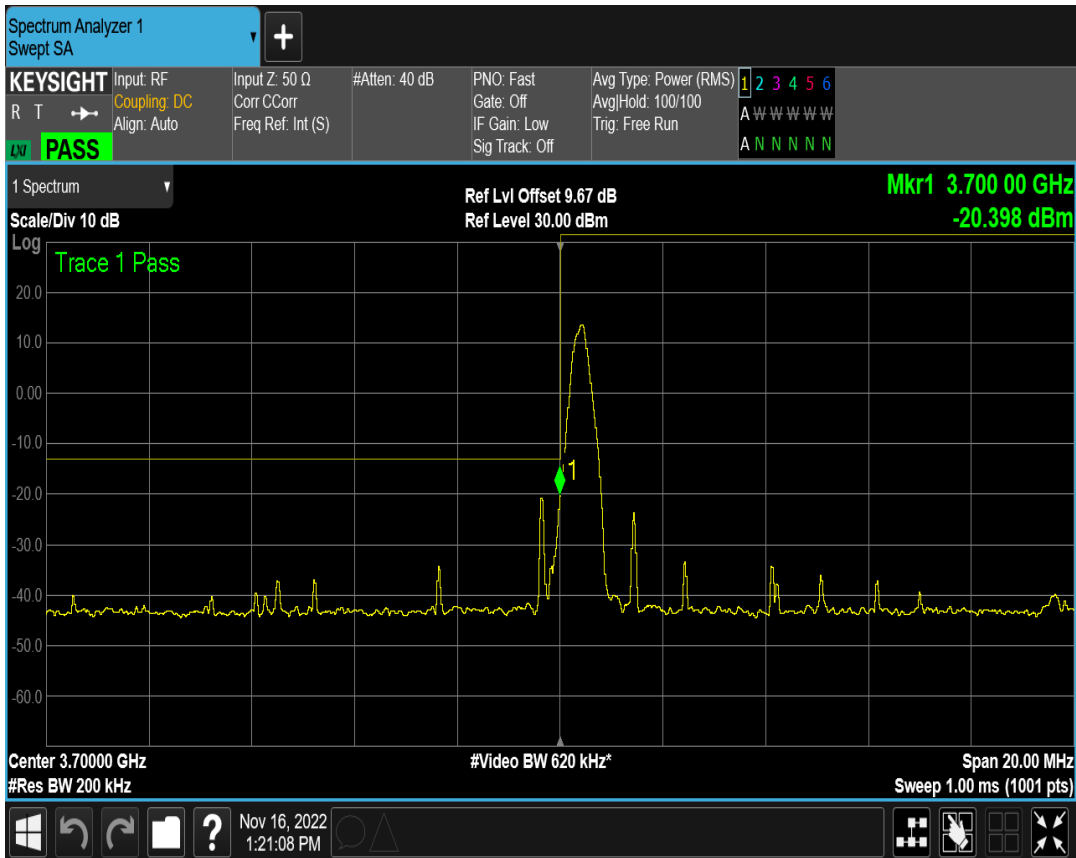 Spectrum Analyzer 1
Swept SA
+
KEYSIGHT
R T
LXI PASS
Input: RF
Coupling: DC
Align: Auto
Input Z: 50 Ω
Corr CCorr
Freq Ref: Int (S)
#Atten: 40 dB
PNO: Fast
Gate: Off
IF Gain: Low
Sig Track: Off
Avg Type: Power (RMS)
Avg|Hold: 100/100
Trig: Free Run
1 2 3 4 5 6
A W W W W W
A N N N N N
1 Spectrum
Scale/Div 10 dB
Ref Lvl Offset 9.67 dB
Ref Level 30.00 dBm
Mkr1 3.700 00 GHz
-20.398 dBm
Log
Trace 1 Pass
20.0
10.0
0.00
-10.0
1
-20.0
-30.0
-40.0
-50.0
-60.0
Center 3.70000 GHz
#Res BW 200 kHz
#Video BW 620 kHz*
Span 20.00 MHz
Sweep 1.00 ms (1001 pts)
?
Nov 16, 2022
1:21:08 PM